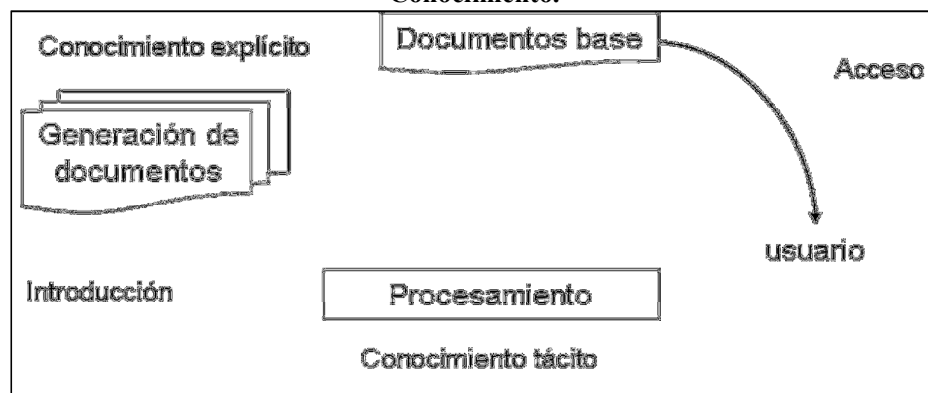 Conocimiento.
Conocimiento explícito
Documentos base
Acceso
Generación de
documentos
usuario
Introducción
Procesamiento
Conocimiento tácito